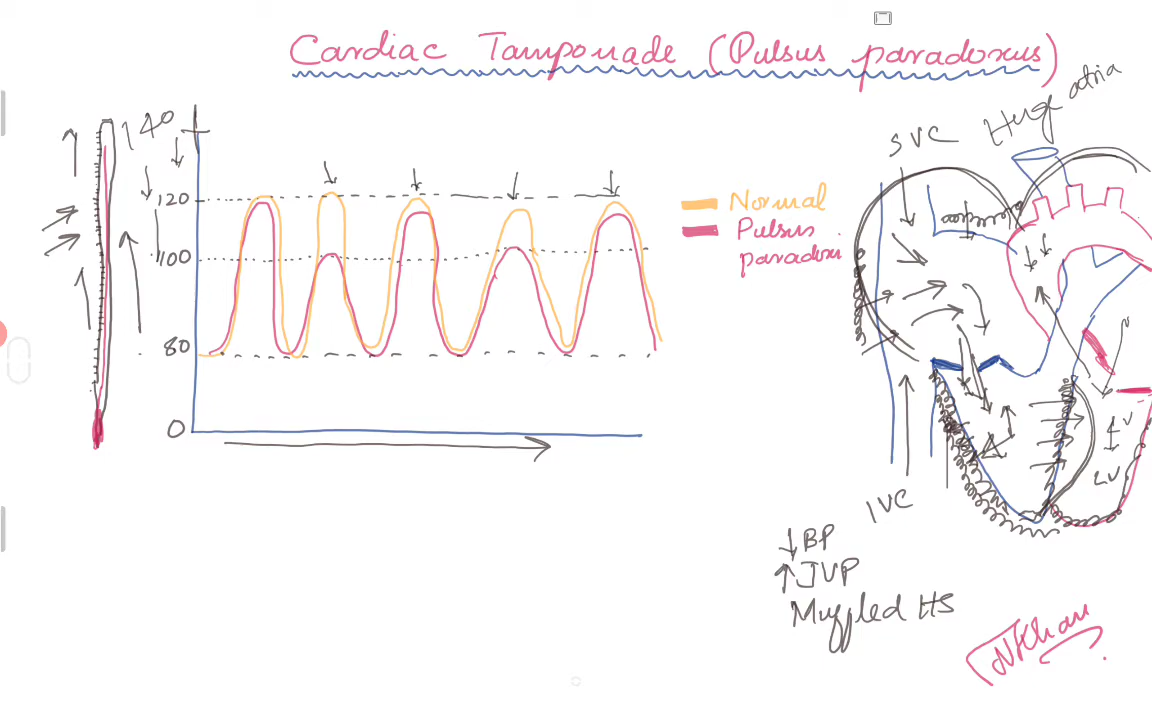 Cardiac Tamponade (Pulsus paradoxus)
Huge atria
SVC
140
120
100
80
0
Normal
Pulsus
paradoxus
LV
IVC
↓BP
↑JVP
Muffled HS
NKhan